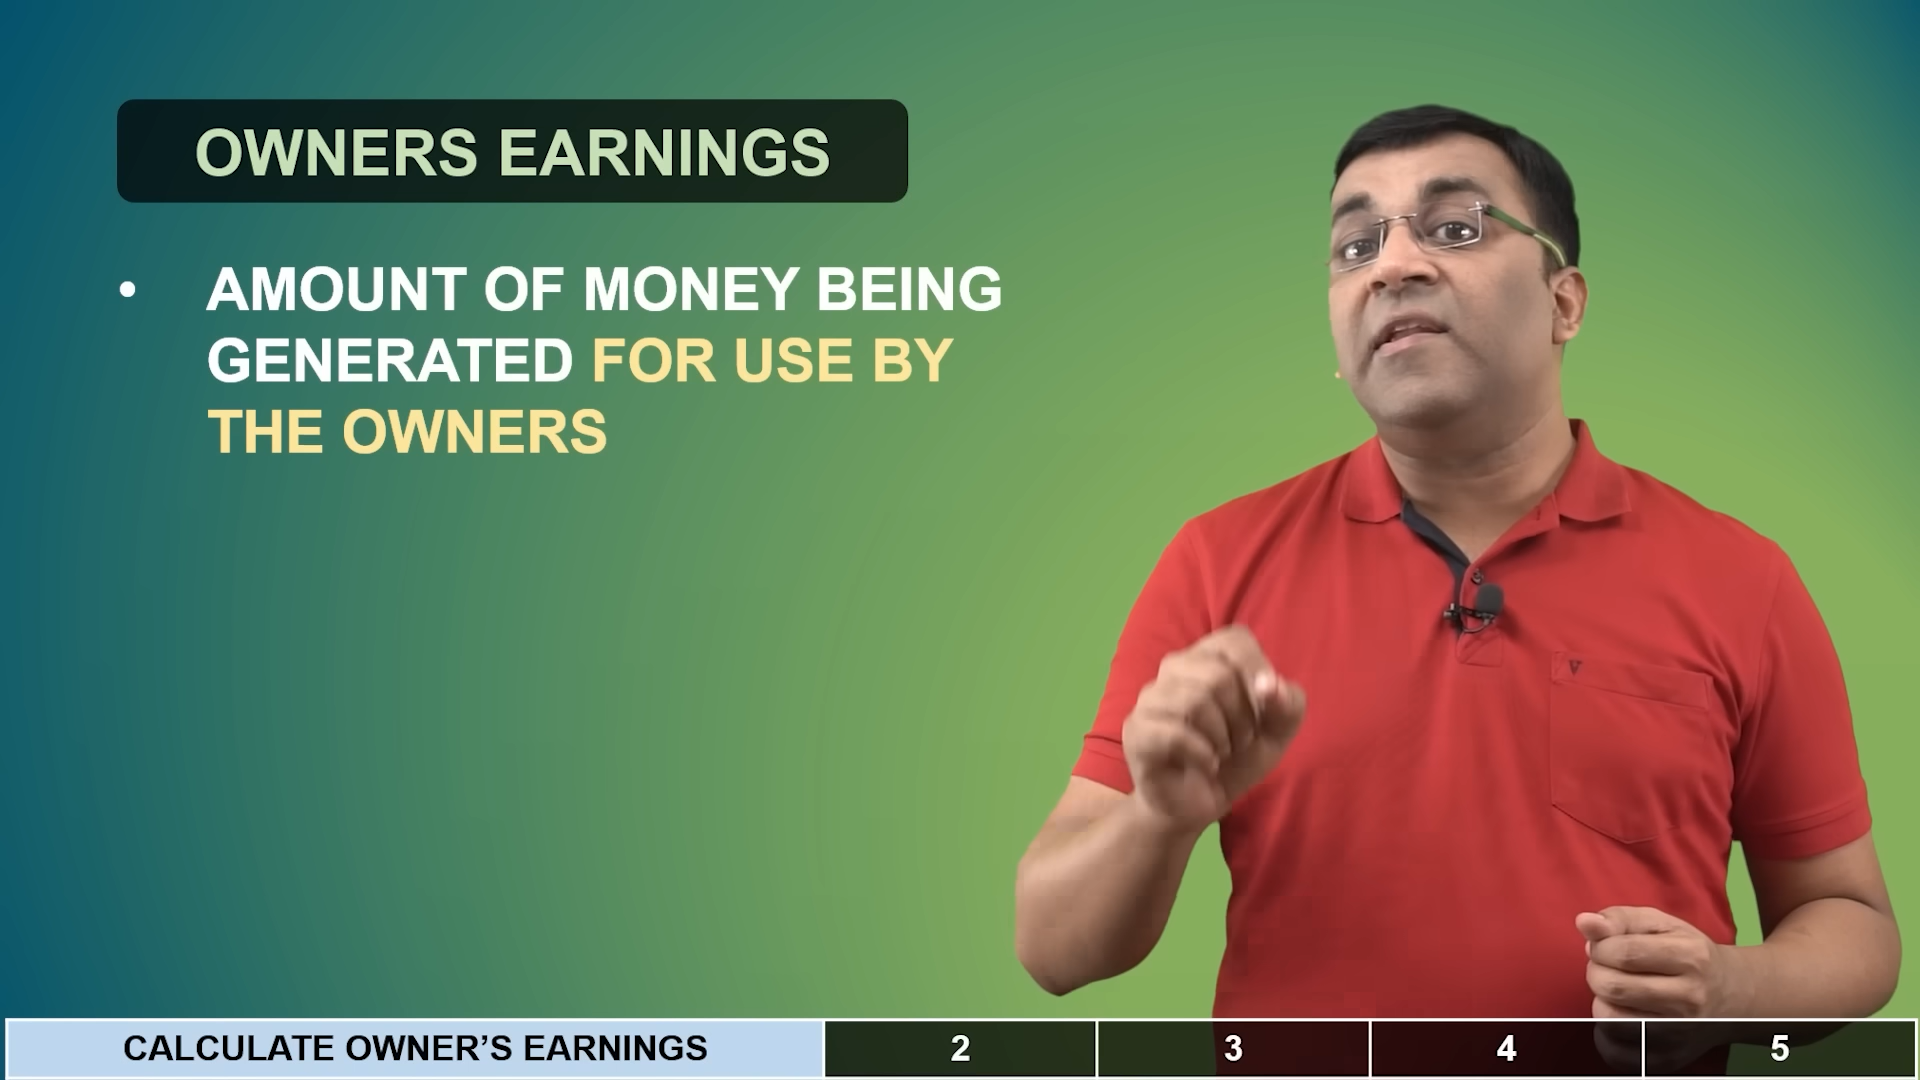 OWNERS EARNINGS
• AMOUNT OF MONEY BEING
GENERATED FOR USE BY
THE OWNERS
CALCULATE OWNER’S EARNINGS 2 3 4 5